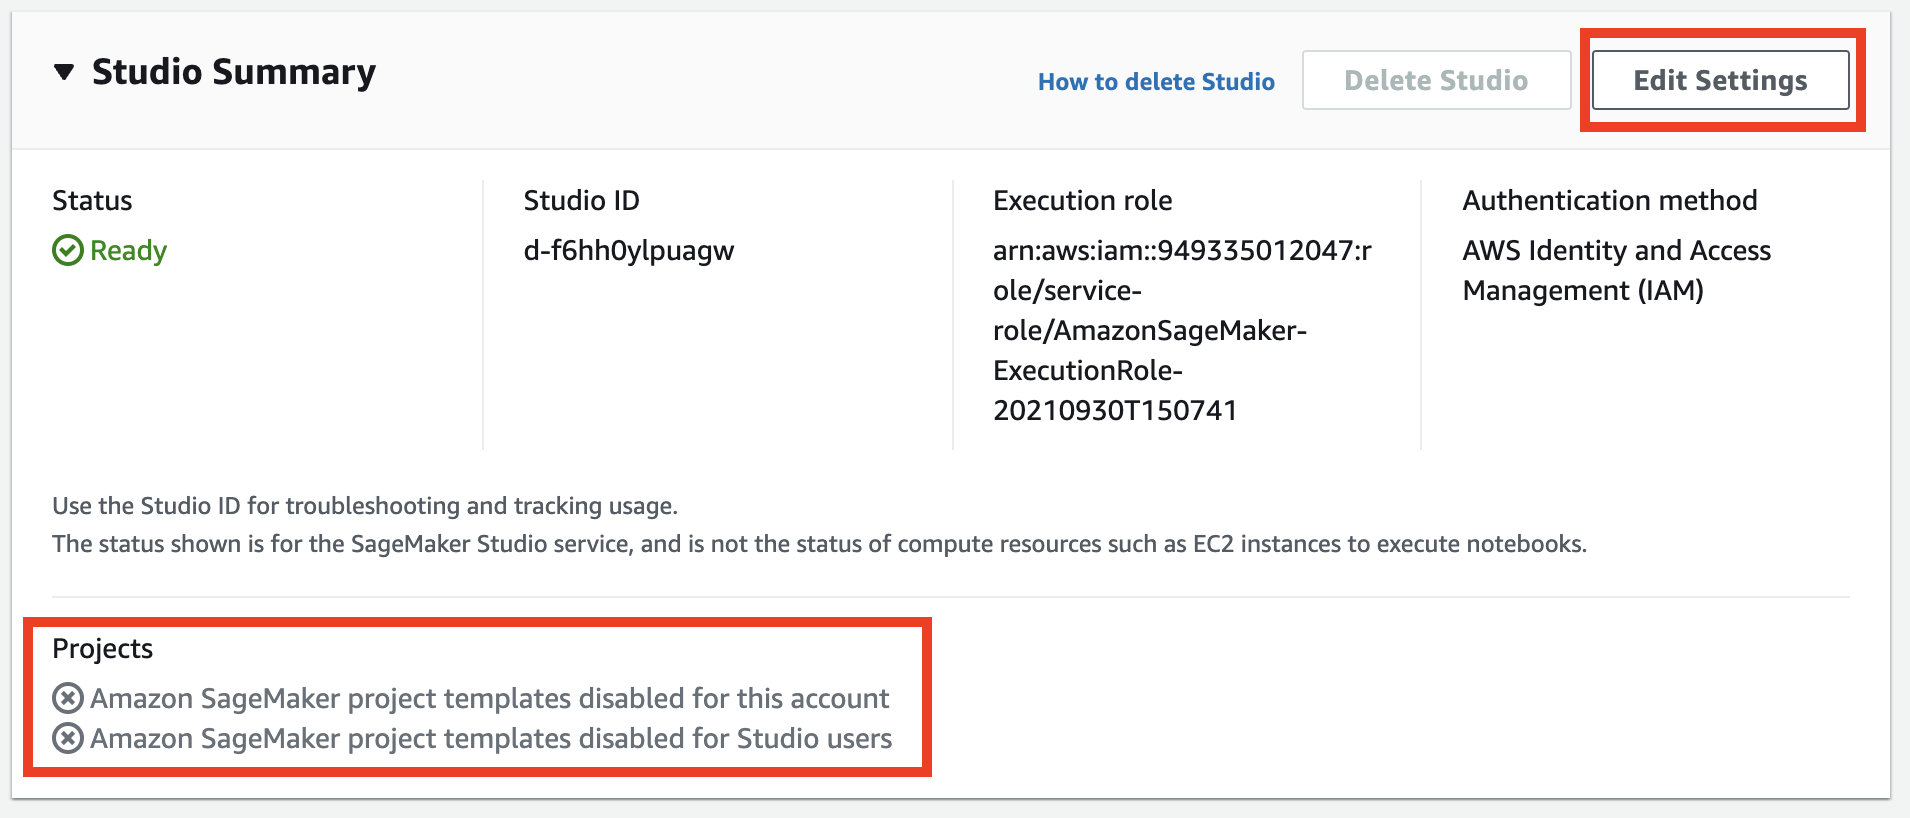 Studio Summary
How to delete Studio
Delete Studio
Edit Settings
Status
Ready
Studio ID
d-f6hh0ylpuagw
Execution role
arn:aws:iam::949335012047:r
ole/service-
role/AmazonSageMaker-
ExecutionRole-
20210930T150741
Authentication method
AWS Identity and Access
Management (IAM)
Use the Studio ID for troubleshooting and tracking usage.
The status shown is for the SageMaker Studio service, and is not the status of compute resources such as EC2 instances to execute notebooks.
Projects
Amazon SageMaker project templates disabled for this account
Amazon SageMaker project templates disabled for Studio users